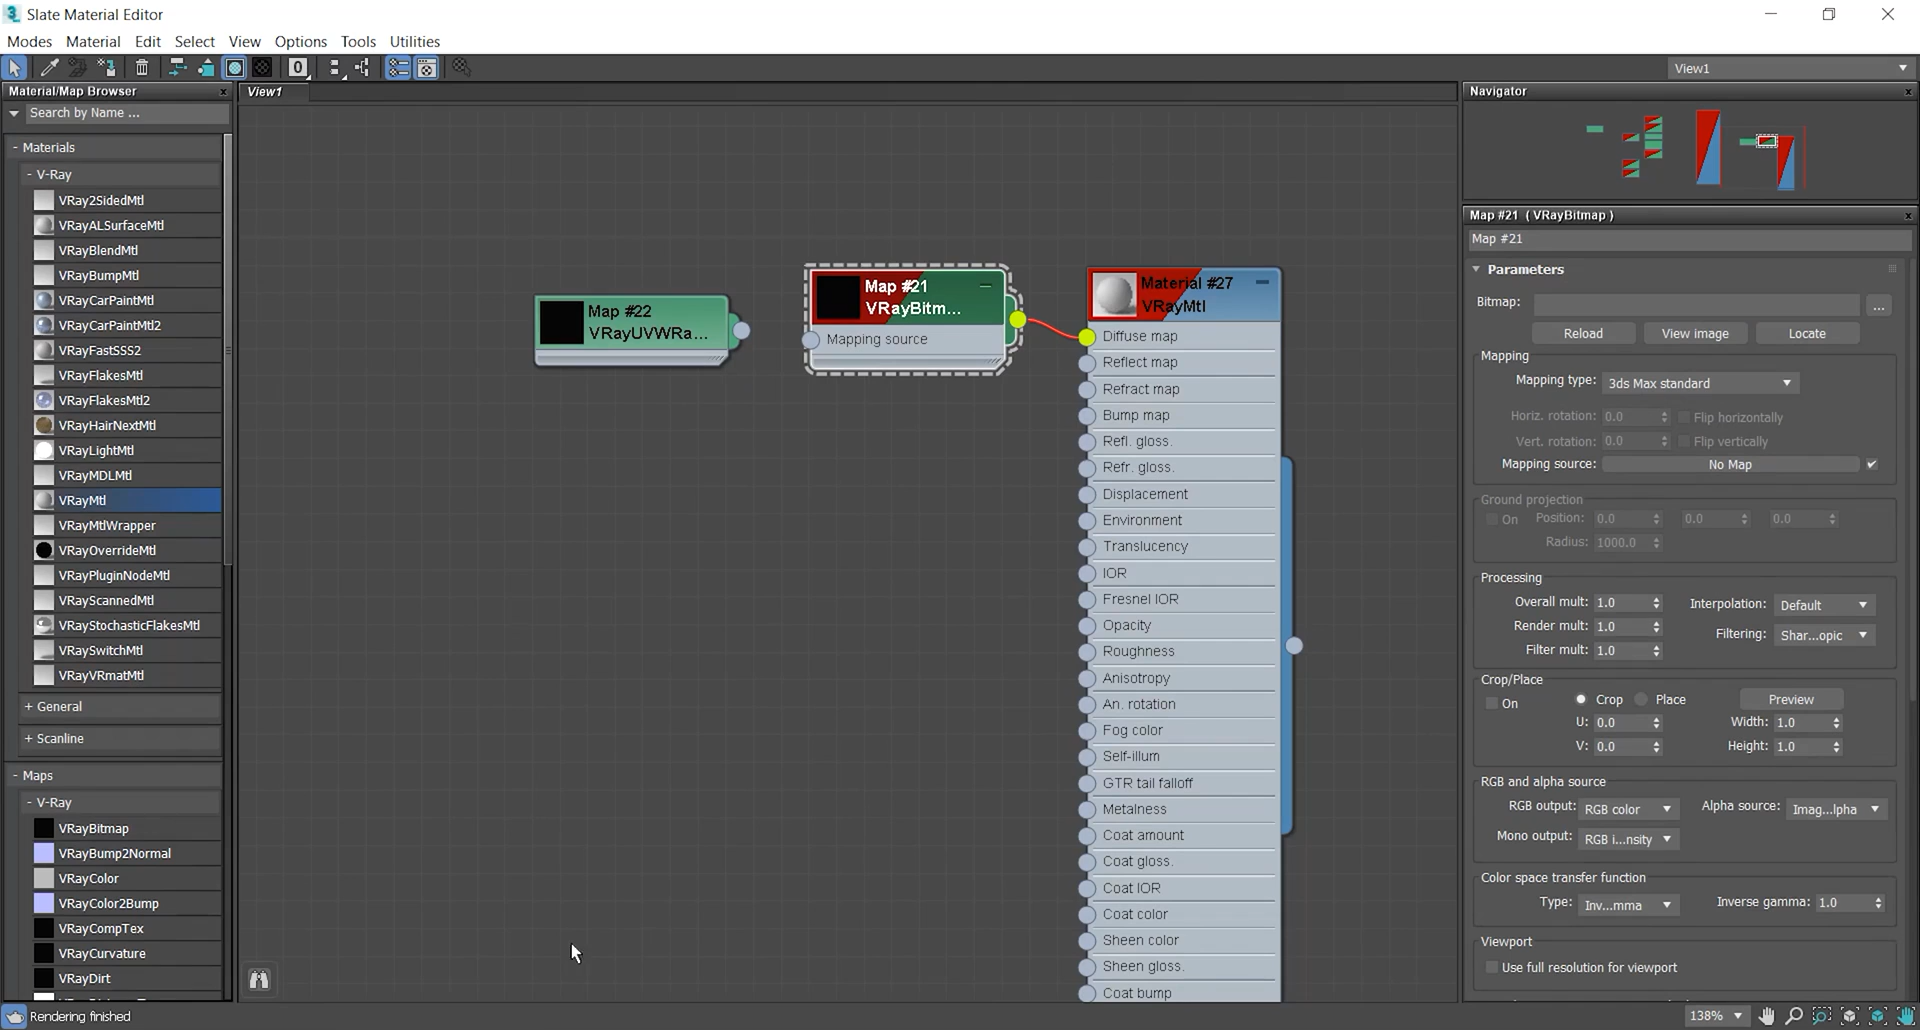 Slate Material Editor
Modes Material Edit Select View Options Tools Utilities
View1
Material/Map Browser
Search by Name ...
- Materials
- V-Ray
VRay2SidedMtl
VRayALSurfaceMtl
VRayBlendMtl
VRayBumpMtl
VRayCarPaintMtl
VRayCarPaintMtl2
VRayFastSSS2
VRayFlakesMtl
VRayFlakesMtl2
VRayHairNextMtl
VRayLightMtl
VRayMDLMtl
VRayMtl
VRayMtlWrapper
VRayOverrideMtl
VRayPluginNodeMtl
VRayScannedMtl
VRayStochasticFlakesMtl
VRaySwitchMtl
VRayVRmatMtl
+ General
+ Scanline
- Maps
- V-Ray
VRayBitmap
VRayBump2Normal
VRayColor
VRayColor2Bump
VRayCompTex
VRayCurvature
VRayDirt
Rendering finished
View1
Map #22
VRayUVWRa...
Map #21
VRayBitm...
Mapping source
Material #27
VRayMtl
Diffuse map
Reflect map
Refract map
Bump map
Refl. gloss.
Refr. gloss.
Displacement
Environment
Translucency
IOR
Fresnel IOR
Opacity
Roughness
Anisotropy
An. rotation
Fog color
Self-illum
GTR tail falloff
Metalness
Coat amount
Coat gloss.
Coat IOR
Coat color
Sheen color
Sheen gloss.
Coat bump
Navigator
Map #21 ( VRayBitmap )
Map #21
Parameters
Bitmap: ...
Reload View image Locate
Mapping
Mapping type: 3ds Max standard
Horiz. rotation: 0.0 Flip horizontally
Vert. rotation: 0.0 Flip vertically
Mapping source: No Map
Ground projection
On Position: 0.0 0.0 0.0
Radius: 1000.0
Processing
Overall mult: 1.0 Interpolation: Default
Render mult: 1.0 Filtering: Shar...opic
Filter mult: 1.0
Crop/Place
On Crop Place Preview
U: 0.0 Width: 1.0
V: 0.0 Height: 1.0
RGB and alpha source
RGB output: RGB color Alpha source: Imag...lpha
Mono output: RGB i...nsity
Color space transfer function
Type: Inv...mma Inverse gamma: 1.0
Viewport
Use full resolution for viewport
138%